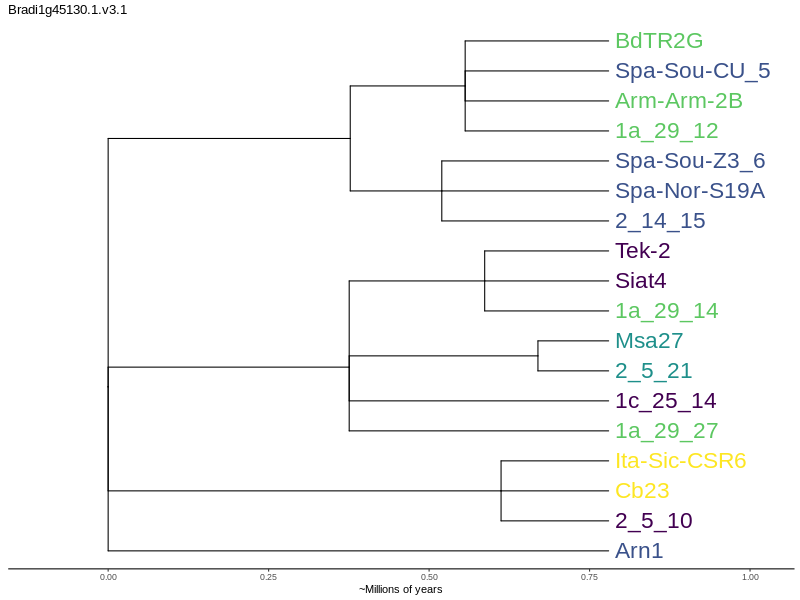 Bradi1g45130.1.v3.1
BdTR2G
Spa-Sou-CU_5
Arm-Arm-2B
1a_29_12
Spa-Sou-Z3_6
Spa-Nor-S19A
2_14_15
Tek-2
Siat4
1a_29_14
Msa27
2_5_21
1c_25_14
1a_29_27
Ita-Sic-CSR6
Cb23
2_5_10
Arn1
0.00 0.25 0.50 0.75 1.00
~Millions of years